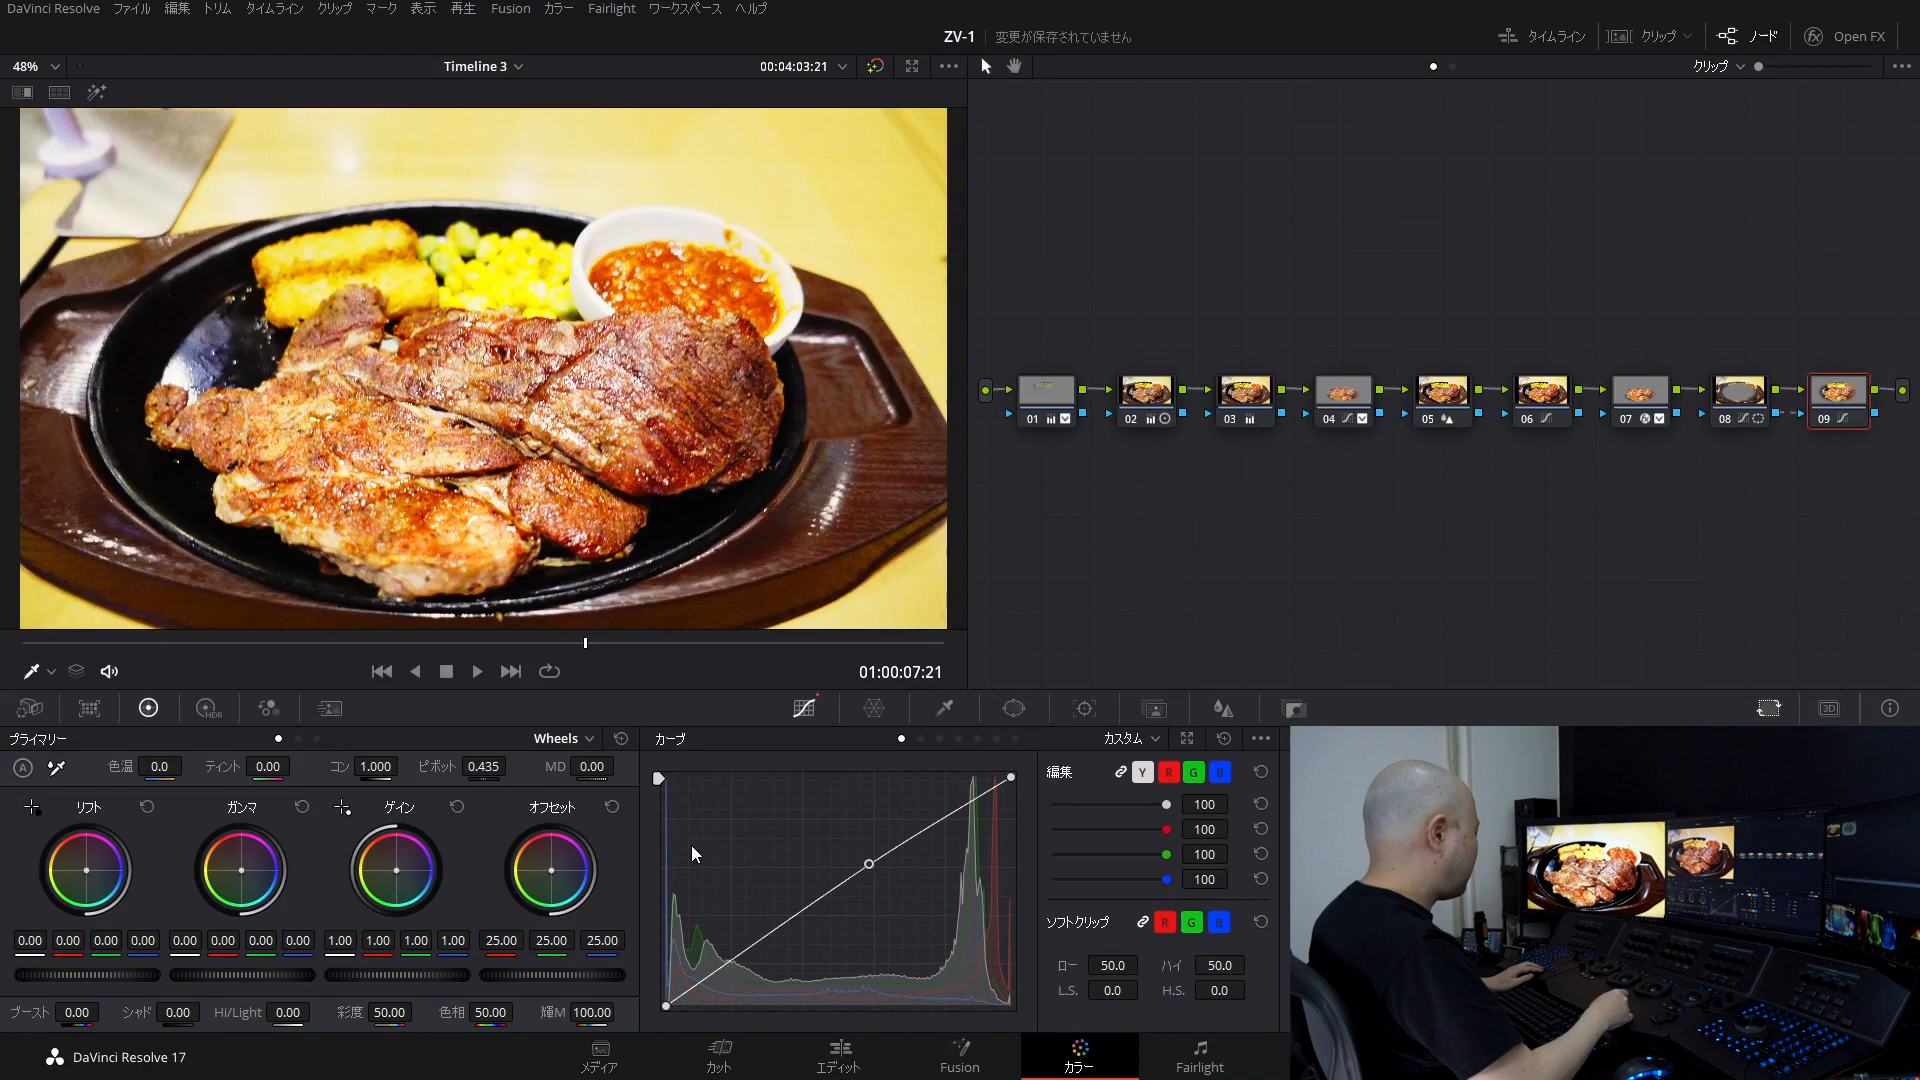 DaVinci Resolve ファイル 編集 トリム タイムライン クリップ マーク 表示 再生 Fusion カラー Fairlight ワークスペース ヘルプ
ZV-1 変更が保存されていません タイムライン クリップ ノード Open FX
48% Timeline 3 00:04:03:21 クリップ
01 02 03 04 05 06 07 08 09
01:00:07:21
HDR 3D
プライマリー Wheels カーブ カスタム
A 色温 0.0 ティント 0.00 コン 1.000 ピボット 0.435 MD 0.00
編集 Y R G B
リフト ガンマ ゲイン オフセット
100
100
100
100
ソフトクリップ R G B
0.00 0.00 0.00 0.00 0.00 0.00 0.00 0.00 1.00 1.00 1.00 1.00 25.00 25.00 25.00
ロー 50.0 ハイ 50.0
L.S. 0.0 H.S. 0.0
ブースト 0.00 シャド 0.00 Hi/Light 0.00 彩度 50.00 色相 50.00 輝M 100.00
DaVinci Resolve 17 メディア カット エディット Fusion カラー Fairlight